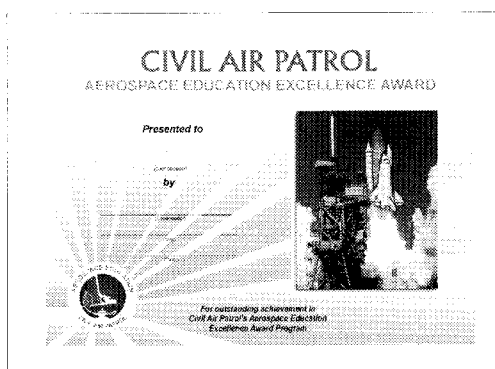 CIVIL AIR PATROL
AEROSPACE EDUCATION EXCELLENCE AWARD
Presented to
by
For outstanding achievement in
Civil Air Patrol's Aerospace Education
Excellence Award Program